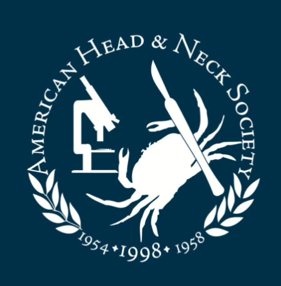 AMERICAN HEAD & NECK SOCIETY
1954 • 1998 • 1958